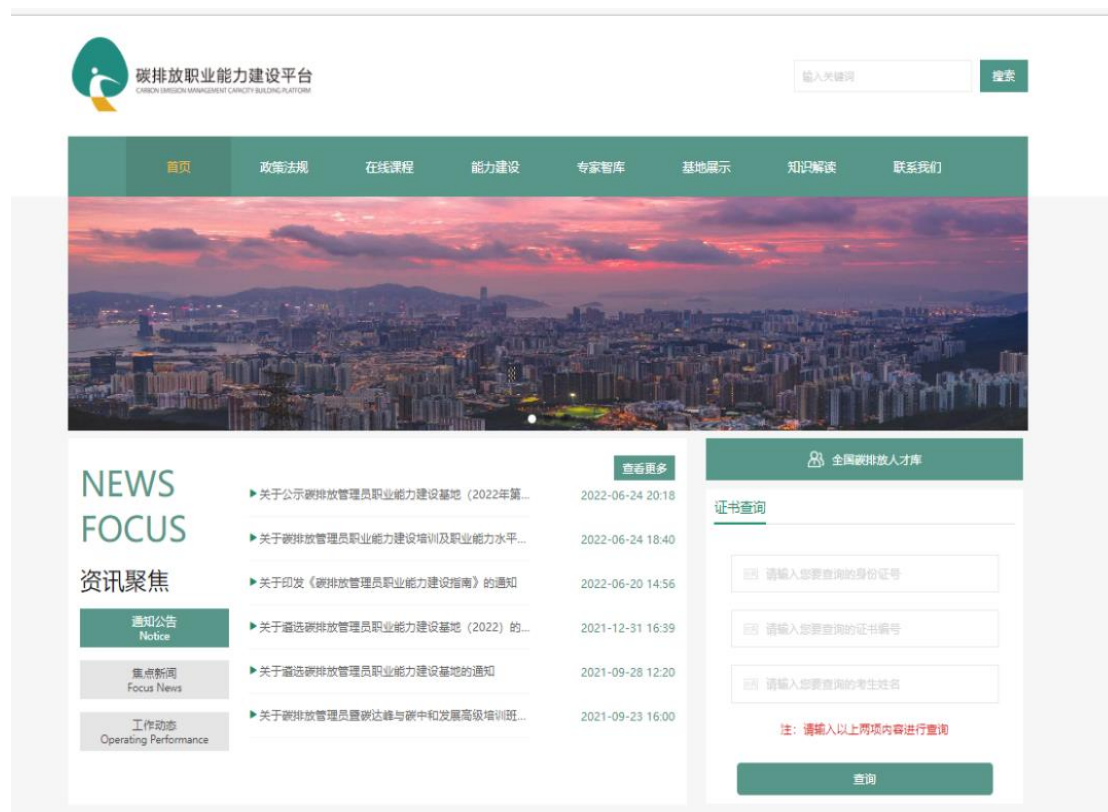 碳排放职业能力建设平台
CARBON EMISSION MANAGEMENT CAPACITY BUILDING PLATFORM
输入关键词
搜索
首页 政策法规 在线课程 能力建设 专家智库 基地展示 知识解读 联系我们
NEWS
FOCUS
资讯聚焦
通知公告
Notice
焦点新闻
Focus News
工作动态
Operating Performance
查看更多
关于公示碳排放管理员职业能力建设基地（2022年第... 2022-06-24 20:18
关于碳排放管理员职业能力建设培训及职业能力水平... 2022-06-24 18:40
关于印发《碳排放管理员职业能力建设指南》的通知 2022-06-20 14:56
关于遴选碳排放管理员职业能力建设基地（2022）的... 2021-12-31 16:39
关于遴选碳排放管理员职业能力建设基地的通知 2021-09-28 12:20
关于碳排放管理员暨碳达峰与碳中和发展高级培训班... 2021-09-23 16:00
全国碳排放人才库
证书查询
请输入您要查询的身份证号
请输入您要查询的证书编号
请输入您要查询的考生姓名
注：请输入以上两项内容进行查询
查询